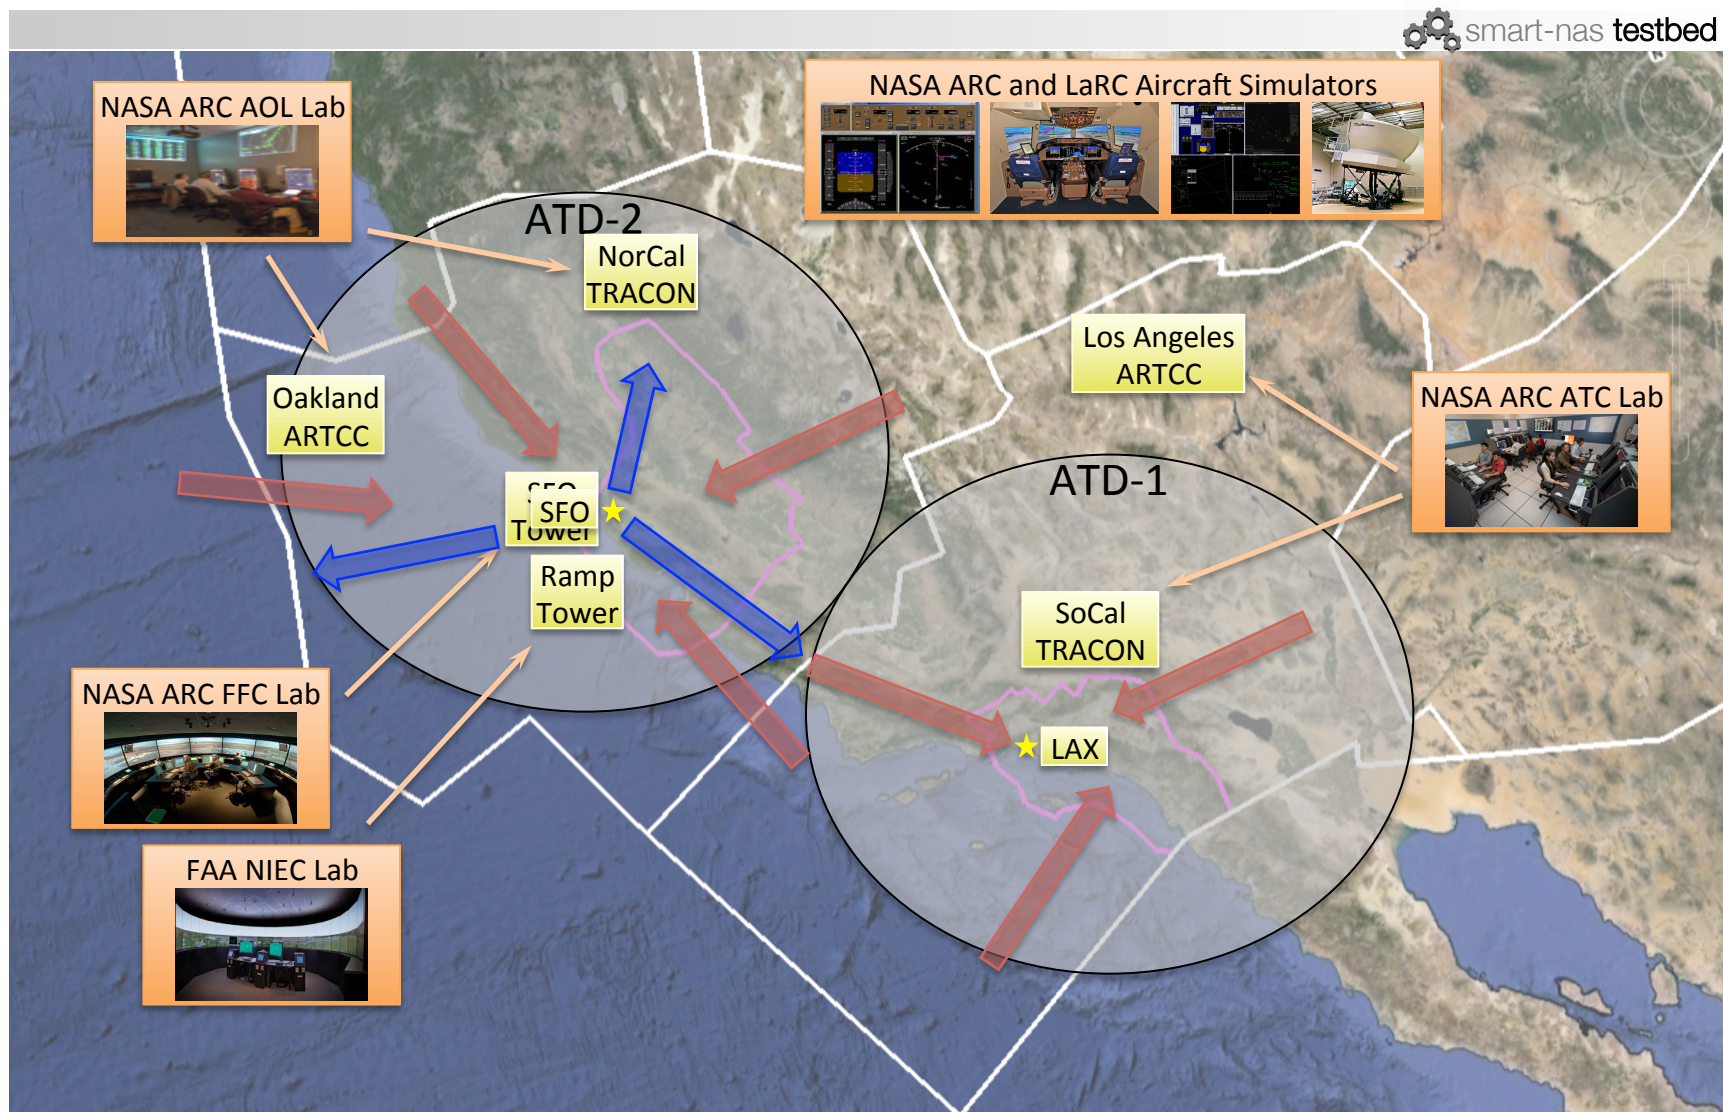 smart-nas testbed
NASA ARC AOL Lab
NASA ARC and LaRC Aircraft Simulators
ATD-2
NorCal
TRACON
Los Angeles
ARTCC
Oakland
ARTCC
NASA ARC ATC Lab
ATD-1
SFO
SFO
Tower
Ramp
Tower
SoCal
TRACON
LAX
NASA ARC FFC Lab
FAA NIEC Lab